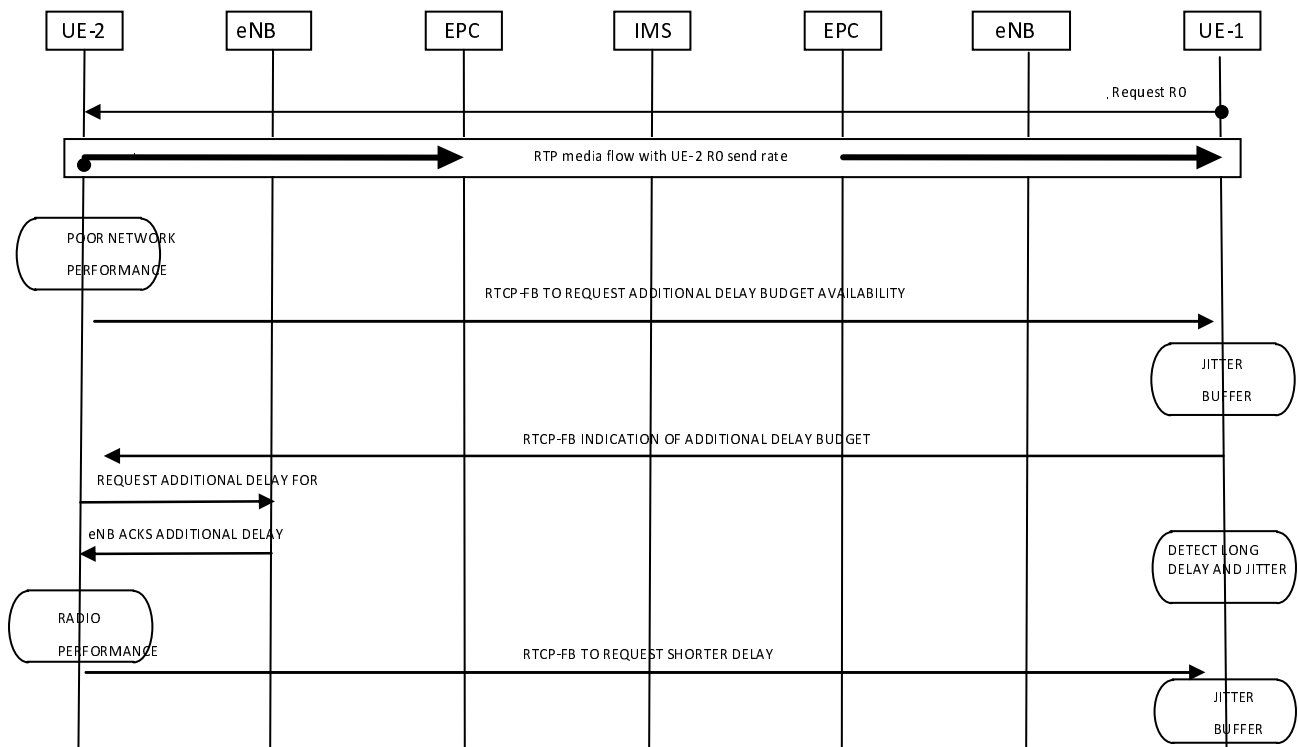 UE-2
eNB
EPC
IMS
EPC
eNB
UE-1
. Request R0
RTP media flow with UE-2 R0 send rate
POOR NETWORK
PERFORMANCE
RTCP-FB TO REQUEST ADDITIONAL DELAY BUDGET AVAILABILITY
JITTER
BUFFER
RTCP-FB INDICATION OF ADDITIONAL DELAY BUDGET
REQUEST ADDITIONAL DELAY FOR
eNB ACKS ADDITIONAL DELAY
DETECT LONG
DELAY AND JITTER
RADIO
PERFORMANCE
RTCP-FB TO REQUEST SHORTER DELAY
JITTER
BUFFER